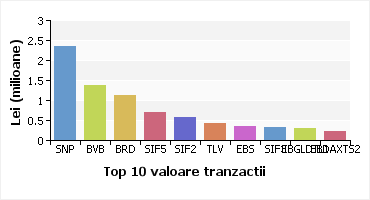 Lei (milioane)
3
2.5
2
1.5
1
0.5
0
SNP BVB BRD SIF5 SIF2 TLV EBS
Top 10 valoare tranzactii